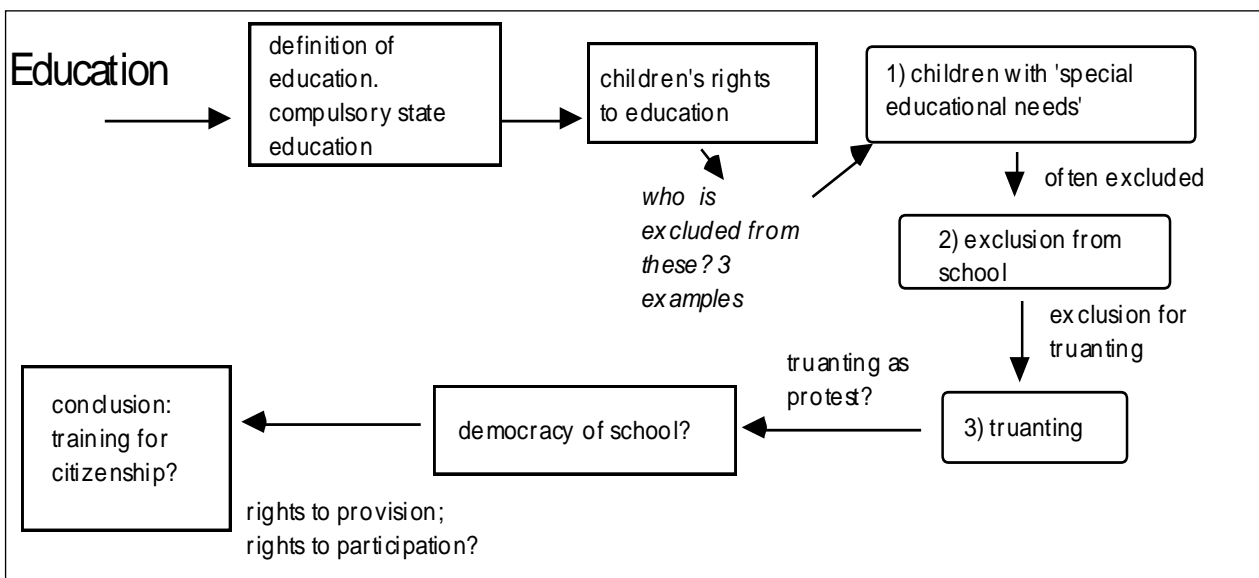 Education
definition of
education.
compulsory state
education
children's rights
to education
who is
excluded from
these? 3
examples
1) children with 'special
educational needs'
often excluded
2) exclusion from
school
exclusion for
truanting
3) truanting
truanting as
protest?
democracy of school?
rights to provision;
rights to participation?
conclusion:
training for
citizenship?